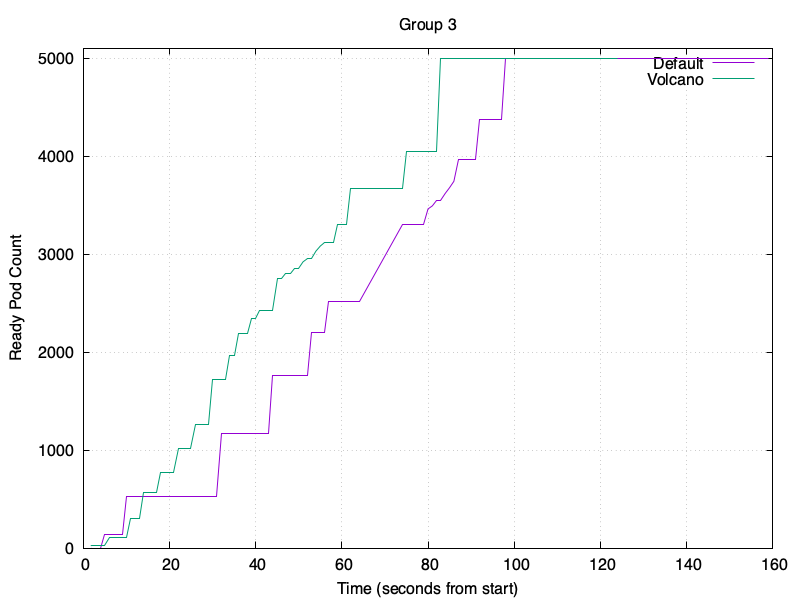 Group 3
Ready Pod Count
5000
4000
3000
2000
1000
0
Default
Volcano
0 20 40 60 80 100 120 140 160
Time (seconds from start)